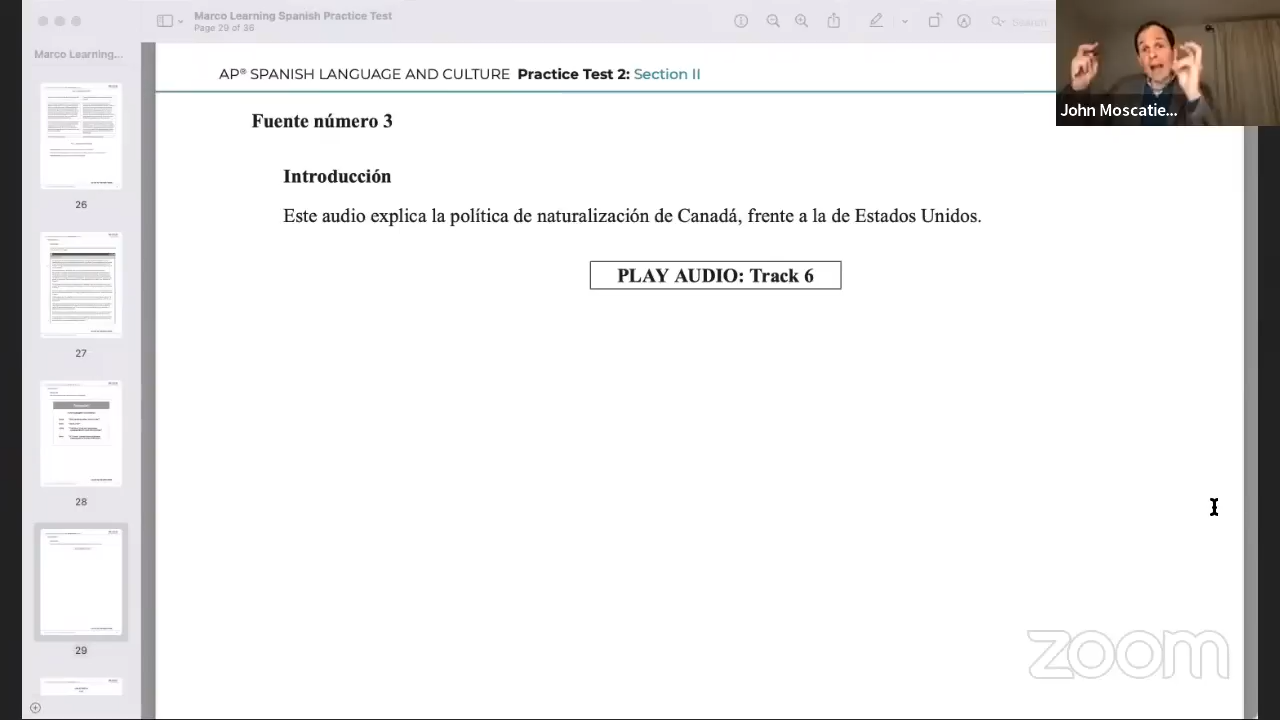 Marco Learning Spanish Practice Test
Page 29 of 36
Search
Marco Learning...
26
27
28
29
AP® SPANISH LANGUAGE AND CULTURE Practice Test 2: Section II
Fuente número 3
Introducción
Este audio explica la política de naturalización de Canadá, frente a la de Estados Unidos.
PLAY AUDIO: Track 6
John Moscatie...
zoom